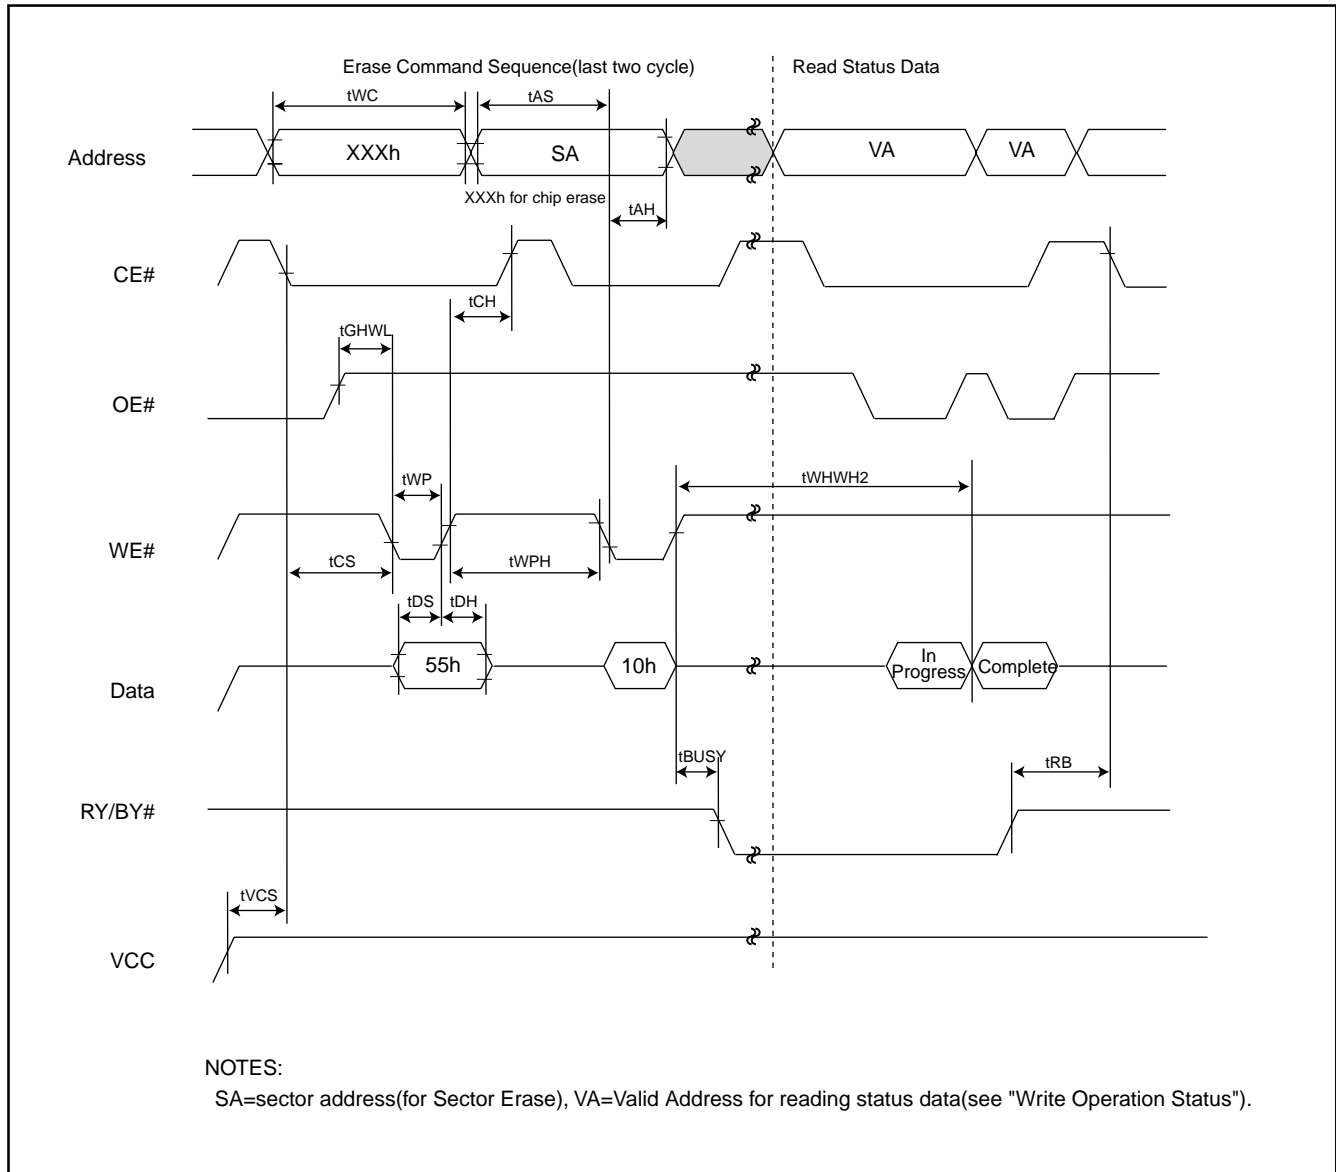 Erase Command Sequence(last two cycle)
Read Status Data
tWC
tAS
Address
XXXh
SA
VA
VA
XXXh for chip erase
tAH
CE#
tCH
tGHWL
OE#
tWP
tWHWH2
WE#
tCS
tWPH
tDS
tDH
55h
10h
In
Progress
Complete
Data
tBUSY
tRB
RY/BY#
tVCS
VCC
NOTES:
SA=sector address(for Sector Erase), VA=Valid Address for reading status data(see "Write Operation Status").